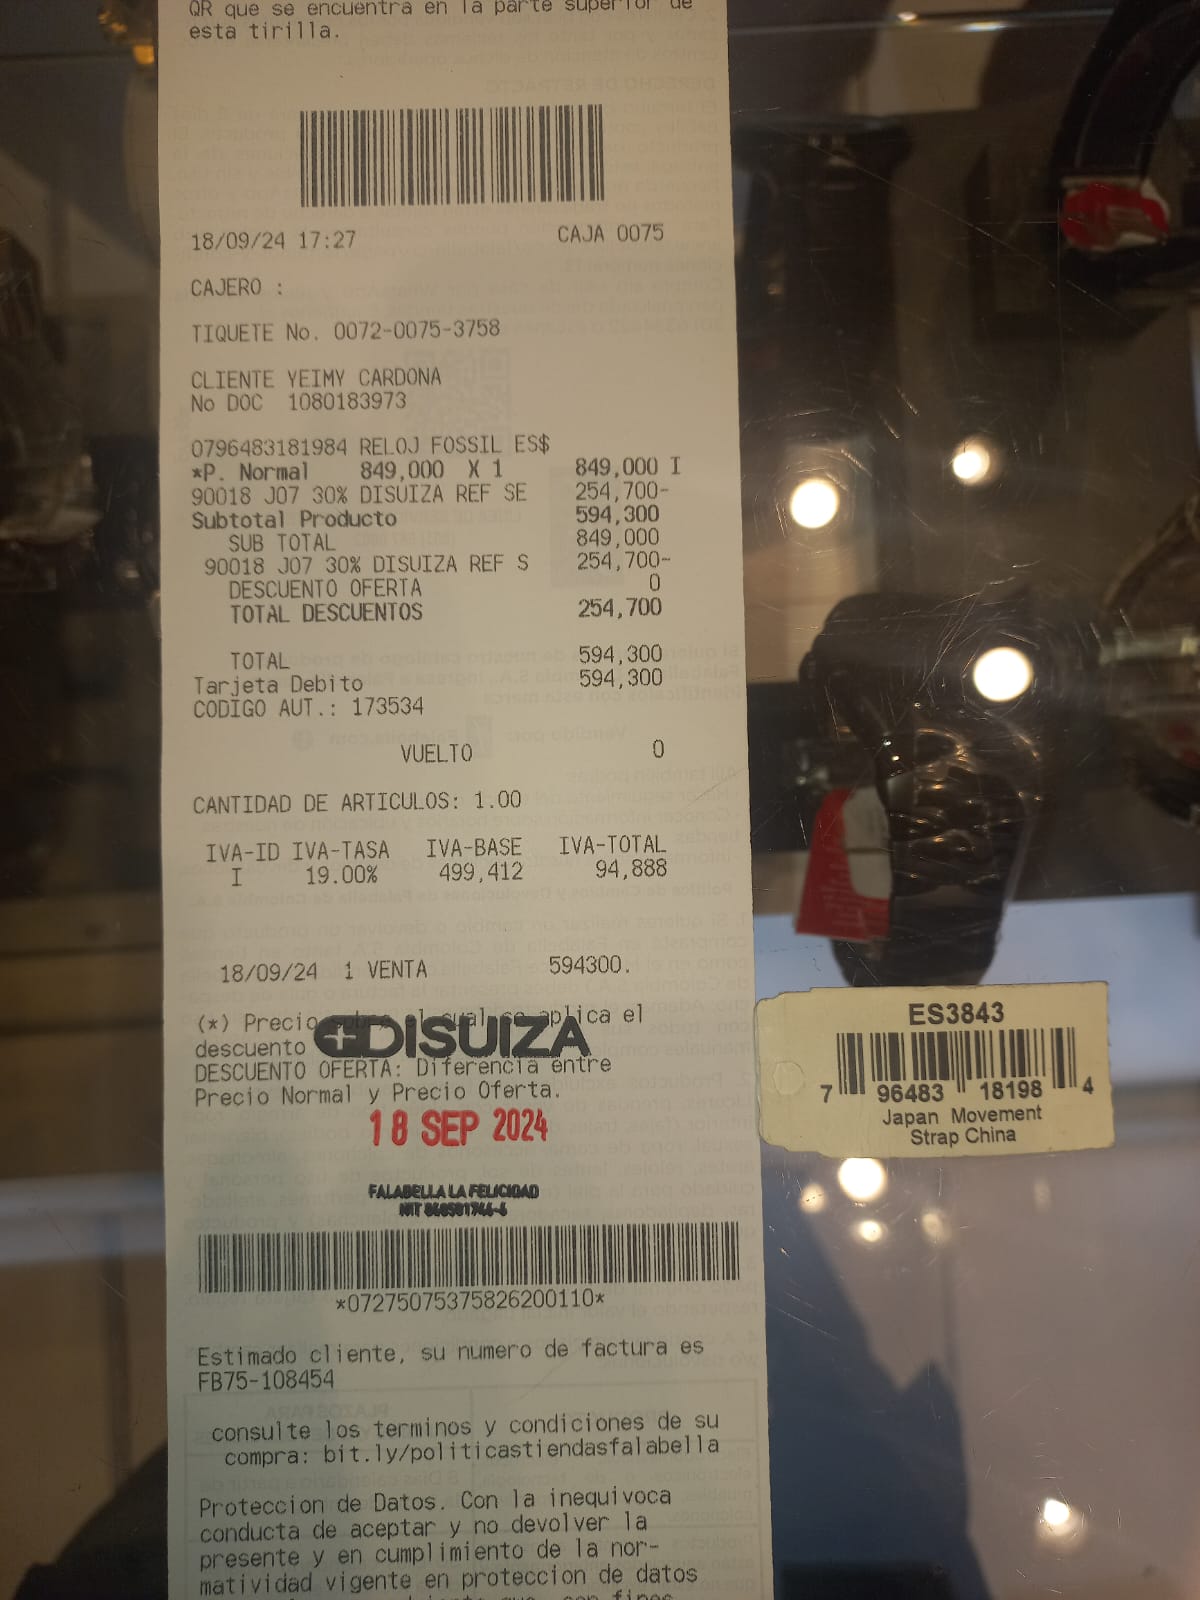 QR que se encuentra en la parte superior de
esta tirilla.
18/09/24 17:27 CAJA 0075
CAJERO :
TIQUETE No. 0072-0075-3758
CLIENTE YEIMY CARDONA
No DOC 1080183973
0796483181984 RELOJ FOSSIL ES$
*P. Normal 849,000 X 1 849,000 I
90018 J07 30% DISUIZA REF SE 254,700-
Subtotal Producto 594,300
SUB TOTAL 849,000
90018 J07 30% DISUIZA REF S 254,700-
DESCUENTO OFERTA 0
TOTAL DESCUENTOS 254,700
TOTAL 594,300
Tarjeta Debito 594,300
CODIGO AUT.: 173534
VUELTO 0
CANTIDAD DE ARTICULOS: 1.00
IVA-ID IVA-TASA IVA-BASE IVA-TOTAL
I 19.00% 499,412 94,888
18/09/24 1 VENTA 594300.
(*) Precio sobre el cual se aplica el
descuento
DISUIZA
DESCUENTO OFERTA: Diferencia entre
Precio Normal y Precio Oferta.
18 SEP 2024
FALABELLA LA FELICIDAD
NIT
*07275075375826200110*
Estimado cliente, su numero de factura es
FB75-108454
consulte los terminos y condiciones de su
compra: bit.ly/politicastiendasfalabella
Proteccion de Datos. Con la inequivoca
conducta de aceptar y no devolver la
presente y en cumplimiento de la nor-
matividad vigente en proteccion de datos
ES3843
7 96483 18198 4
Japan Movement
Strap China